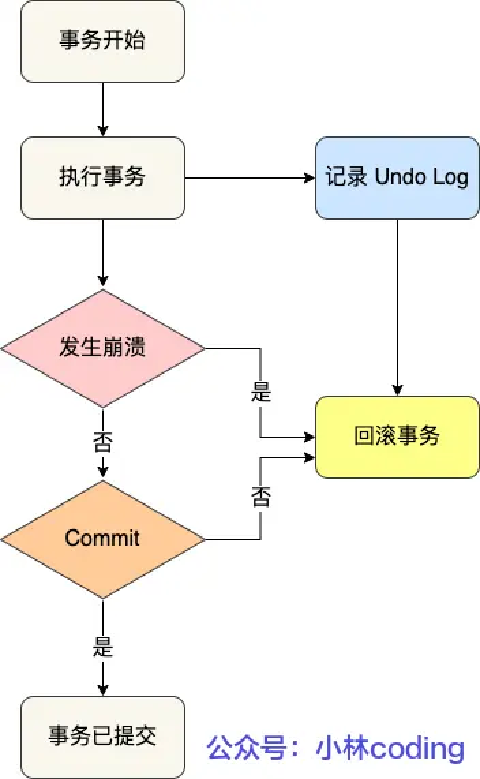 事务开始
执行事务
记录 Undo Log
发生崩溃
是
回滚事务
否
否
Commit
是
事务已提交
公众号：小林coding